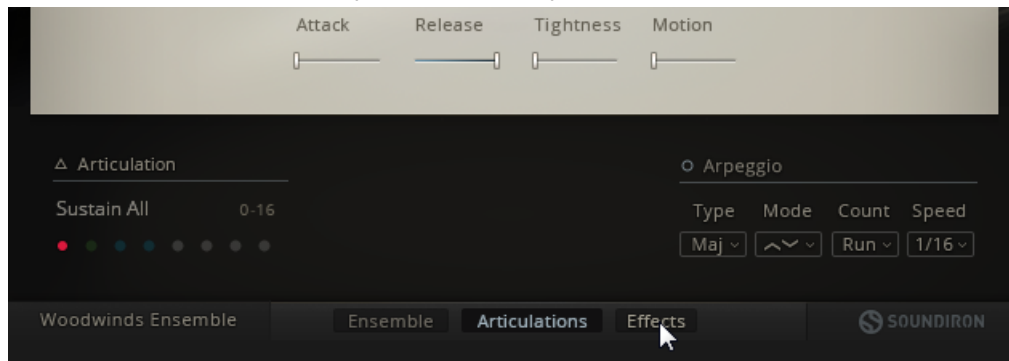 Attack Release Tightness Motion
Articulation
Sustain All 0-16
Arpeggio
Type Mode Count Speed
Maj Run 1/16
Woodwinds Ensemble Ensemble Articulations Effects SOUNDIRON